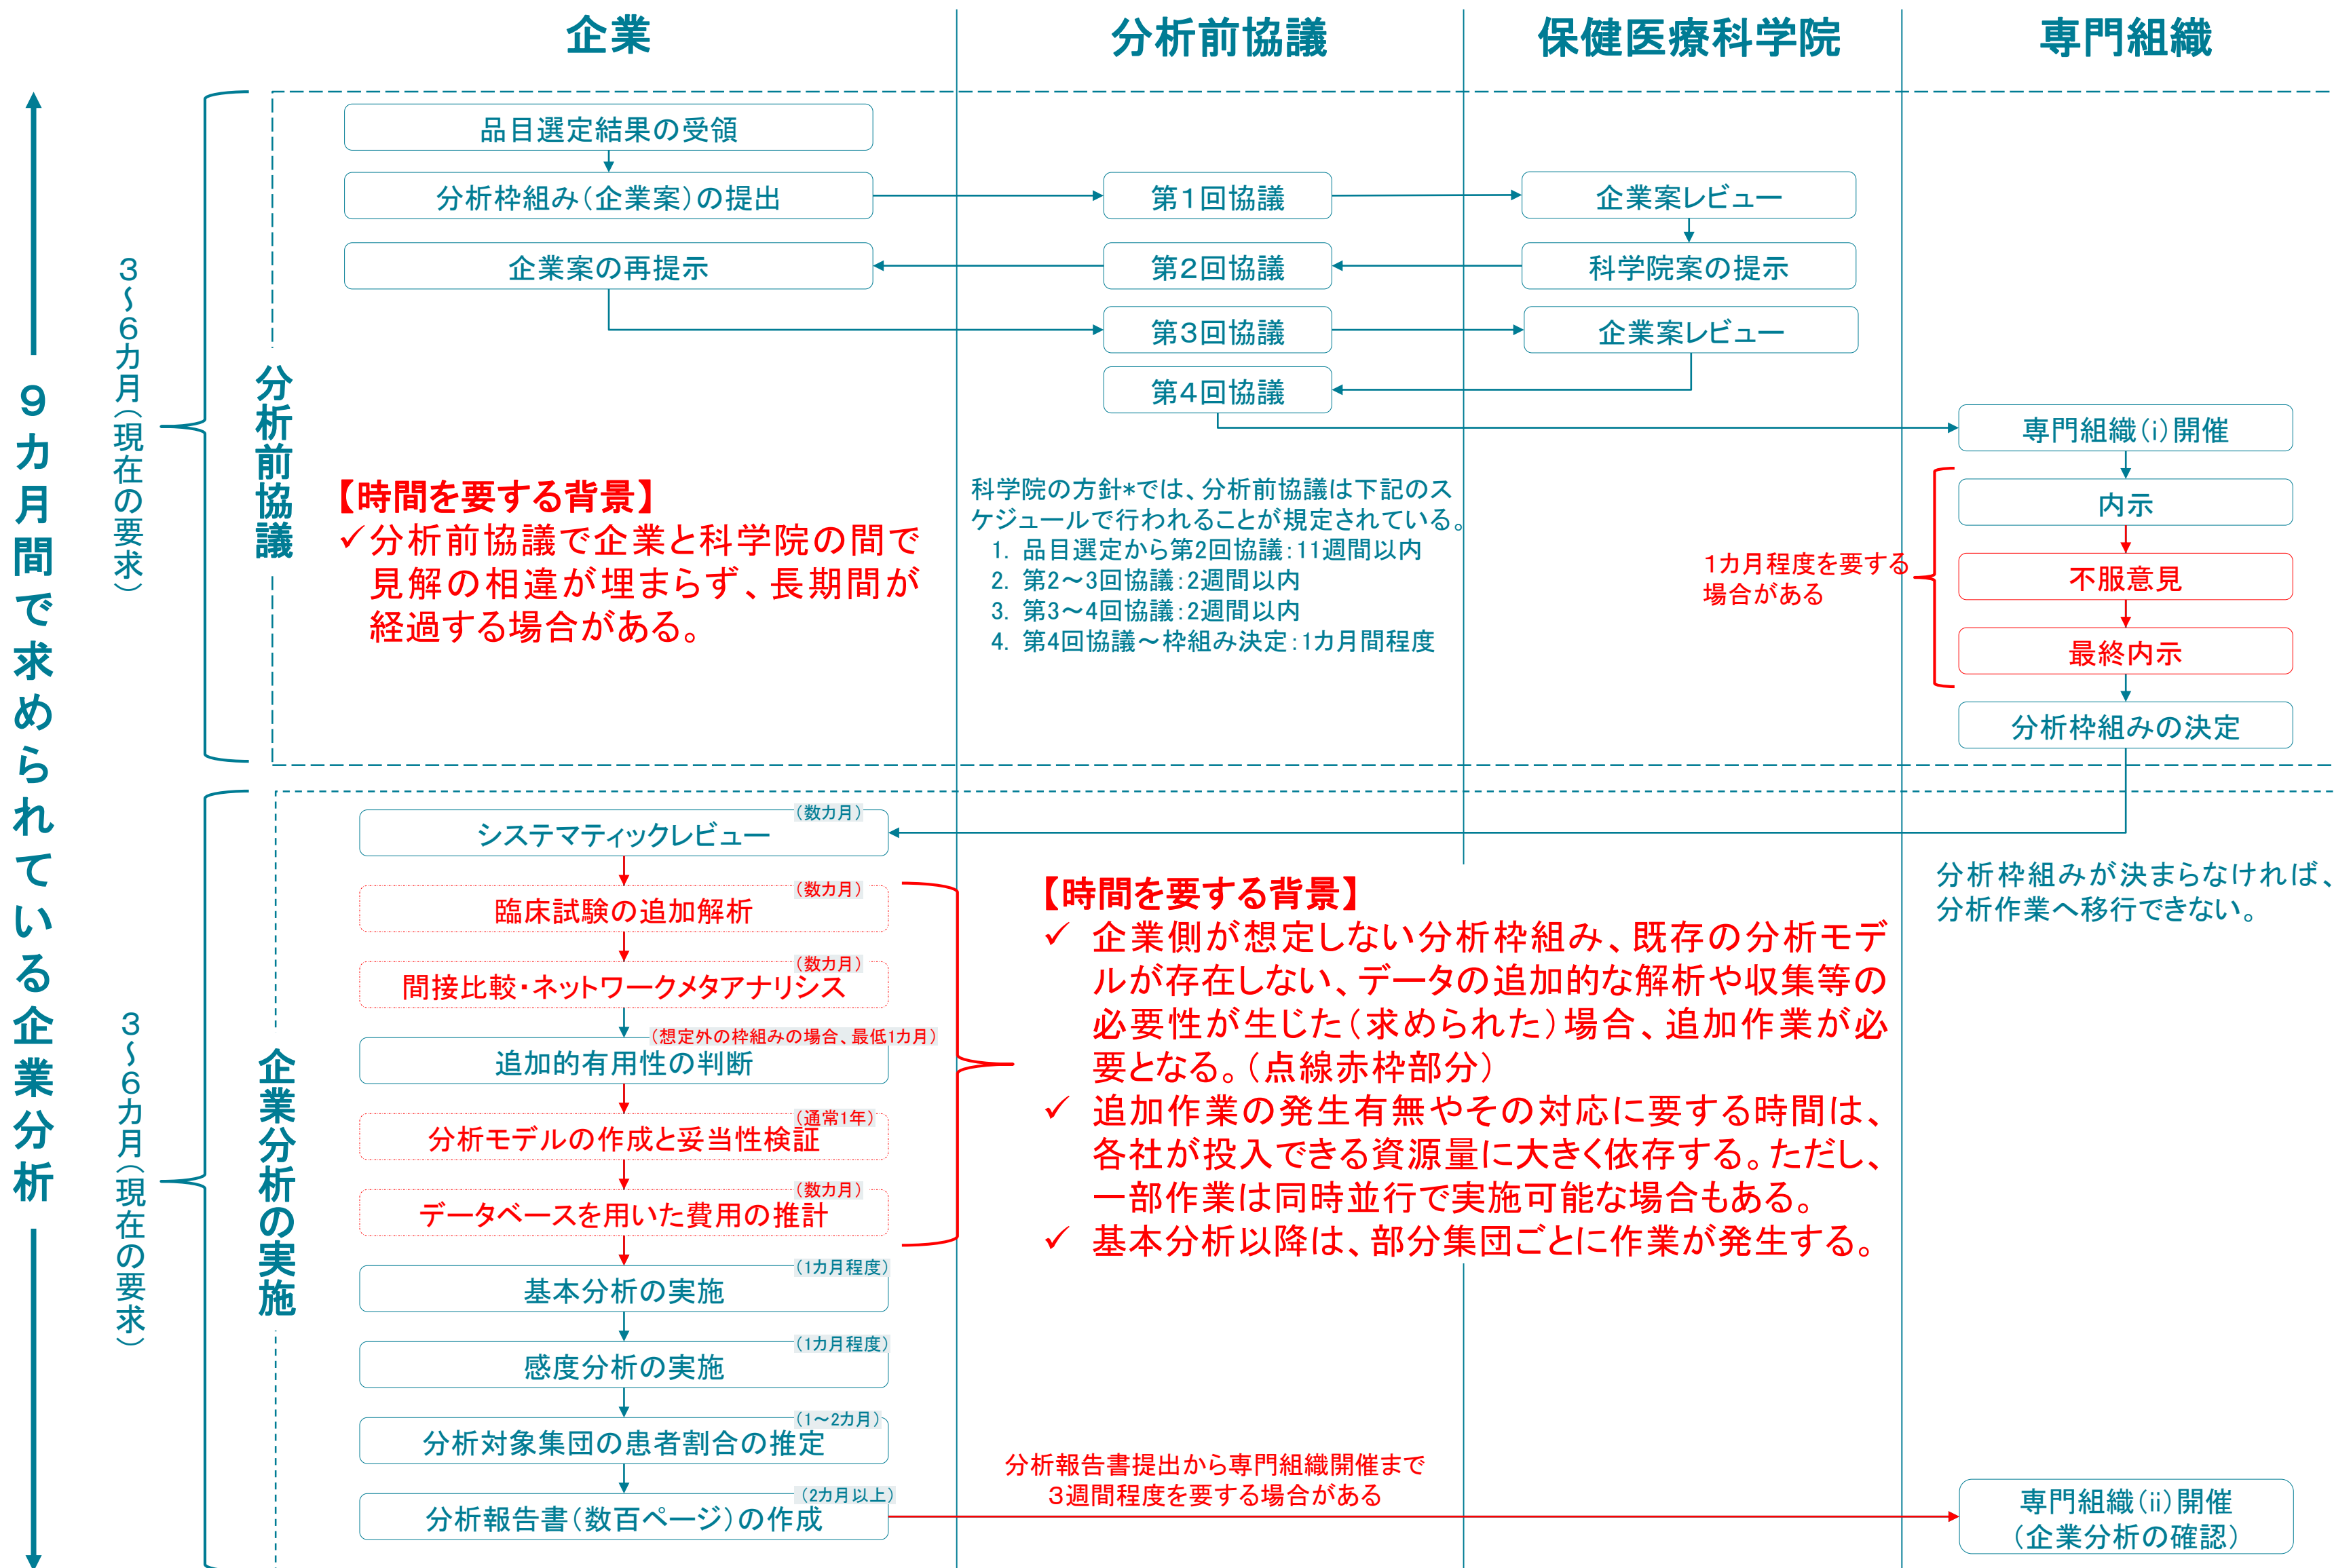 企業
分析前協議
保健医療科学院
専門組織
9カ月間で求められている企業分析
3～6カ月（現在の要求）
分析前協議
品目選定結果の受領
分析枠組み（企業案）の提出
第1回協議
企業案レビュー
企業案の再提示
第2回協議
科学院案の提示
第3回協議
企業案レビュー
第4回協議
専門組織(i)開催
内示
不服意見
最終内示
分析枠組みの決定
1カ月程度を要する
場合がある
【時間を要する背景】
✓分析前協議で企業と科学院の間で
見解の相違が埋まらず、長期間が
経過する場合がある。
科学院の方針*では、分析前協議は下記のス
ケジュールで行われることが規定されている。
1. 品目選定から第2回協議：11週間以内
2. 第2～3回協議：2週間以内
3. 第3～4回協議：2週間以内
4. 第4回協議～枠組み決定：1カ月間程度
3～6カ月（現在の要求）
企業分析の実施
（数カ月）
システマティックレビュー
（数カ月）
臨床試験の追加解析
（数カ月）
間接比較・ネットワークメタアナリシス
（想定外の枠組みの場合、最低1カ月）
追加的有用性の判断
（通常1年）
分析モデルの作成と妥当性検証
（数カ月）
データベースを用いた費用の推計
（1カ月程度）
基本分析の実施
（1カ月程度）
感度分析の実施
（1～2カ月）
分析対象集団の患者割合の推定
（2カ月以上）
分析報告書（数百ページ）の作成
【時間を要する背景】
✓ 企業側が想定しない分析枠組み、既存の分析モデ
ルが存在しない、データの追加的な解析や収集等の
必要性が生じた（求められた）場合、追加作業が必
要となる。（点線赤枠部分）
✓ 追加作業の発生有無やその対応に要する時間は、
各社が投入できる資源量に大きく依存する。ただし、
一部作業は同時並行で実施可能な場合もある。
✓ 基本分析以降は、部分集団ごとに作業が発生する。
分析枠組みが決まらなければ、
分析作業へ移行できない。
分析報告書提出から専門組織開催まで
3週間程度を要する場合がある
専門組織(ii)開催
（企業分析の確認）